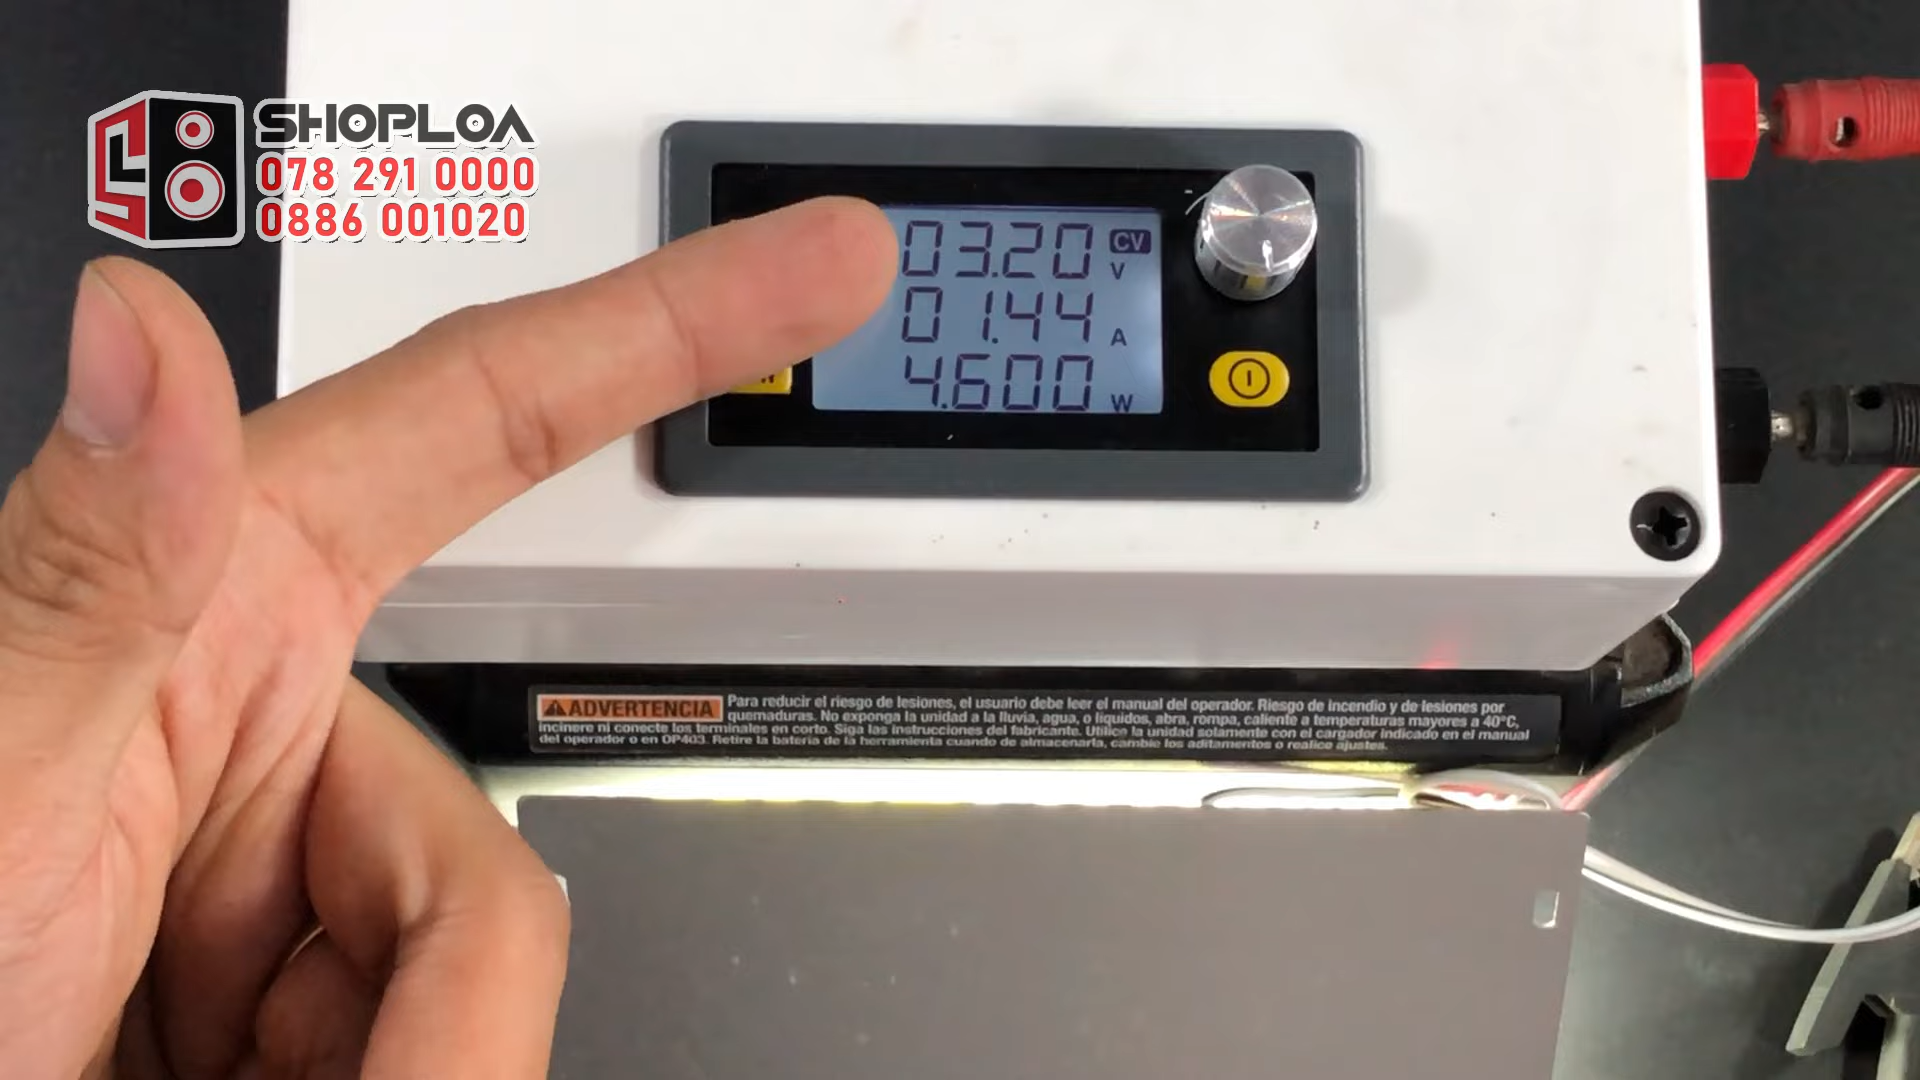 SHOPLOA
078 291 0000
0886 001020
03.20 CV V
01.44 A
4.600 W
ADVERTENCIA Para reducir el riesgo de lesiones, el usuario debe leer el manual del operador. Riesgo de incendio y de lesiones por
quemaduras. No exponga la unidad a la lluvia, agua, o líquidos, abra, rompa, caliente a temperaturas mayores a 40°C,
incinere ni conecte los terminales en corto. Siga las instrucciones del fabricante. Utilice la unidad solamente con el cargador indicado en el manual
del operador o en OP403. Retire la batería de la herramienta cuando de almacenarla, cambie los aditamentos o realice ajustes.